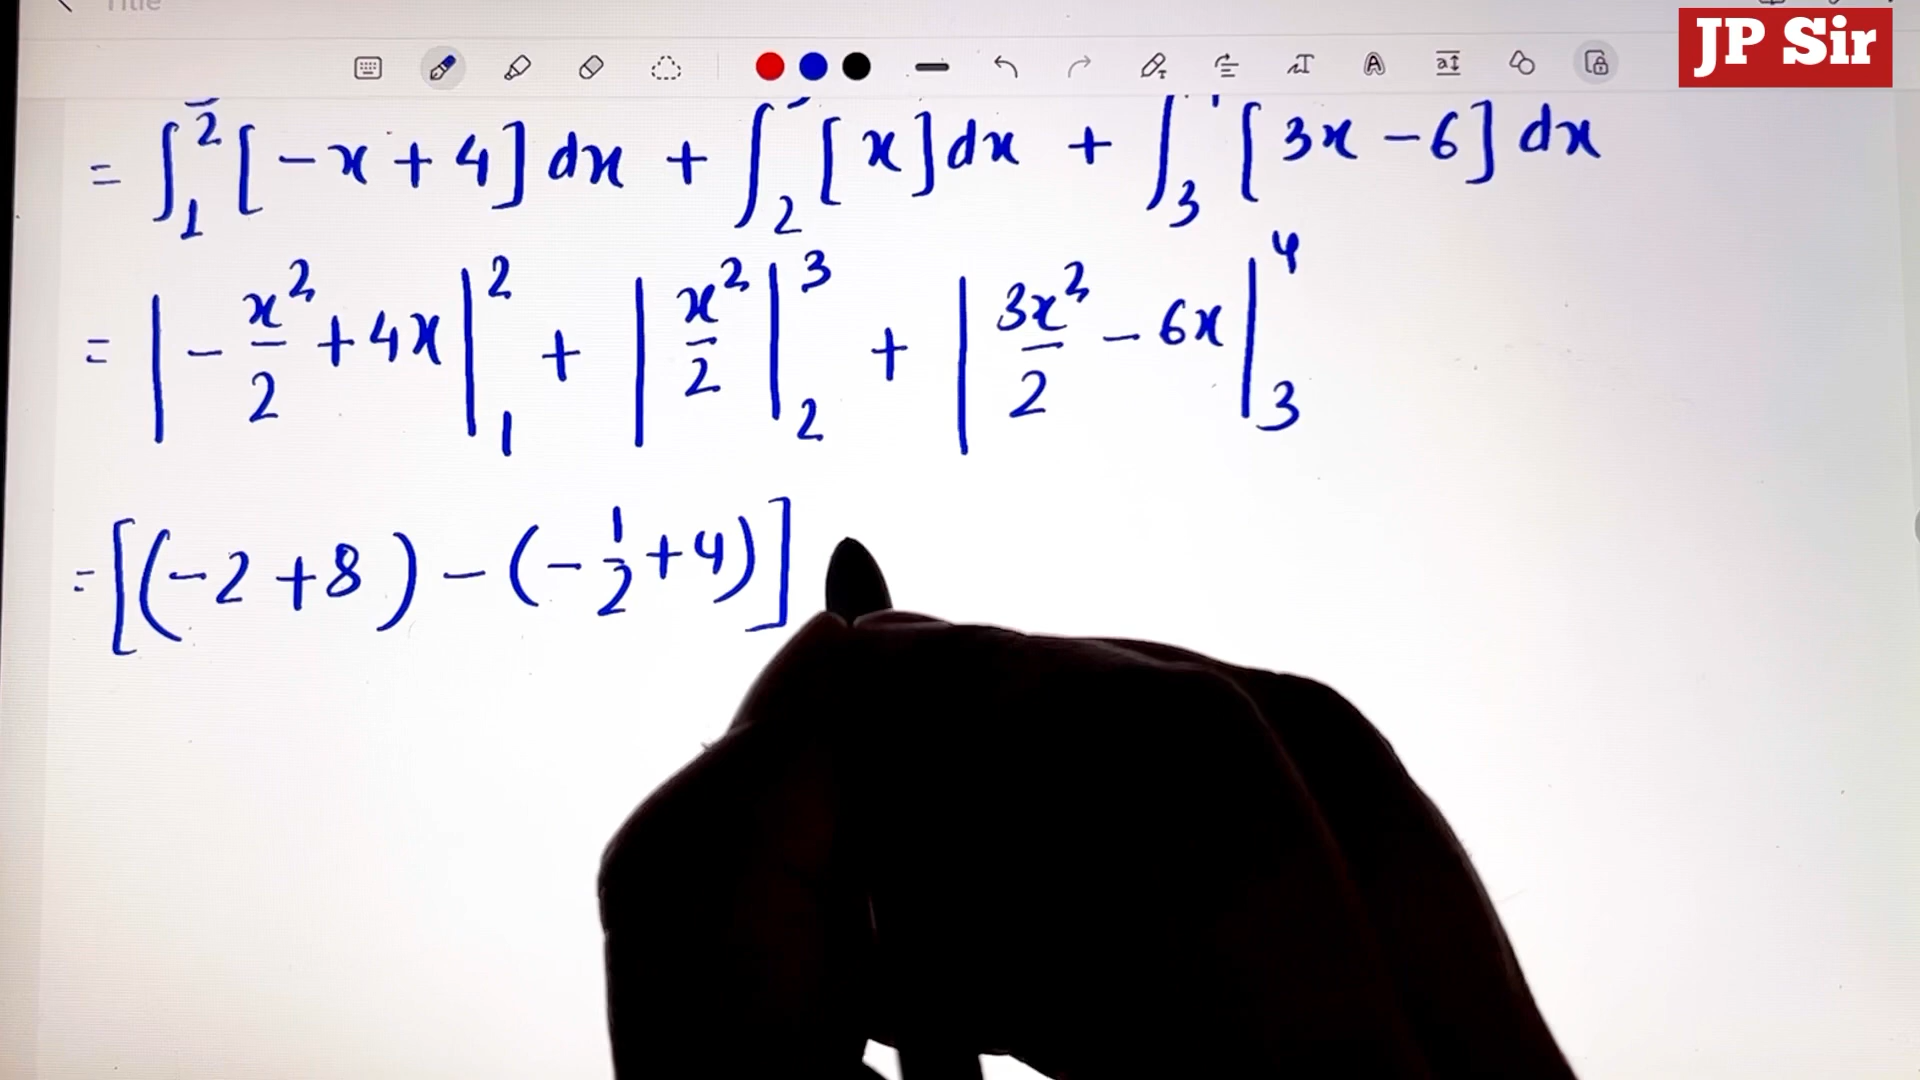 Title
JP Sir
= ∫₁² [-x + 4] dx + ∫₂ [x] dx + ∫₃ [3x - 6] dx
= |-x²/2 + 4x|₁² + |x²/2|₂³ + |3x²/2 - 6x|₃⁴
= [(-2 + 8) - (-1/2 + 4)]